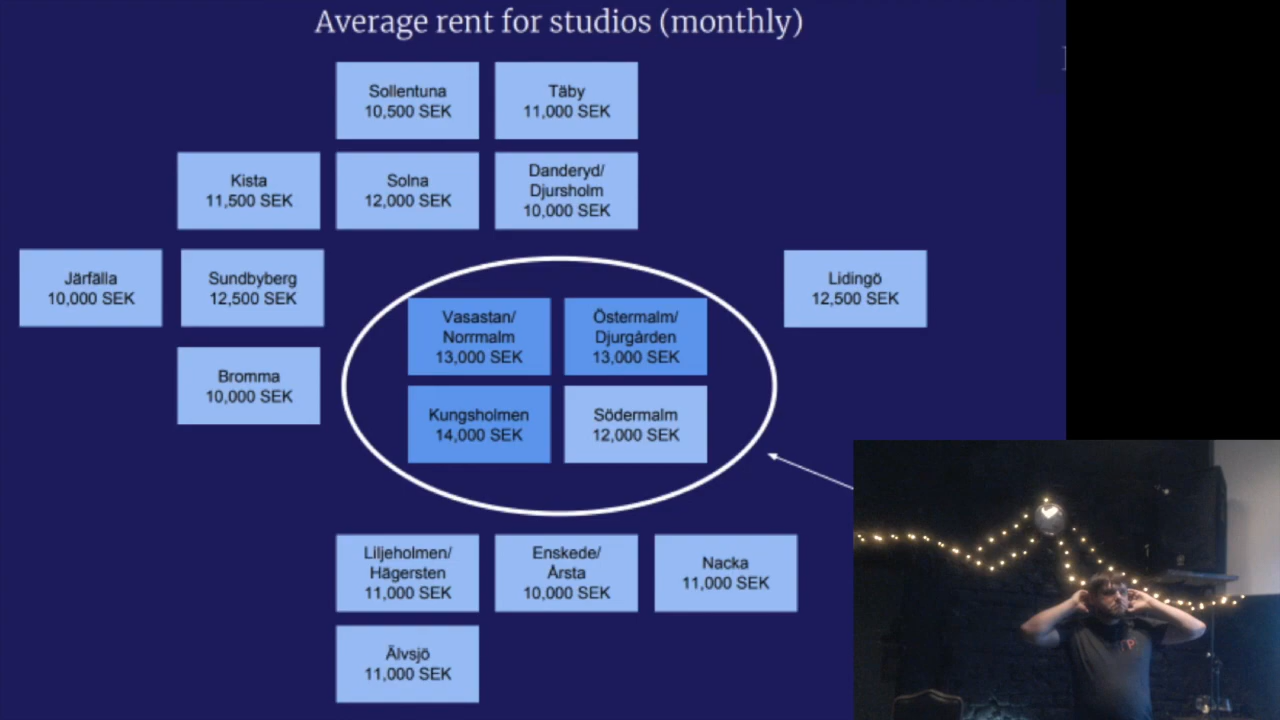 Average rent for studios (monthly)
Sollentuna
10,500 SEK
Täby
11,000 SEK
Kista
11,500 SEK
Solna
12,000 SEK
Danderyd/
Djursholm
10,000 SEK
Järfälla
10,000 SEK
Sundbyberg
12,500 SEK
Lidingö
12,500 SEK
Vasastan/
Norrmalm
13,000 SEK
Östermalm/
Djurgården
13,000 SEK
Bromma
10,000 SEK
Kungsholmen
14,000 SEK
Södermalm
12,000 SEK
Liljeholmen/
Hägersten
11,000 SEK
Enskede/
Årsta
10,000 SEK
Nacka
11,000 SEK
Älvsjö
11,000 SEK